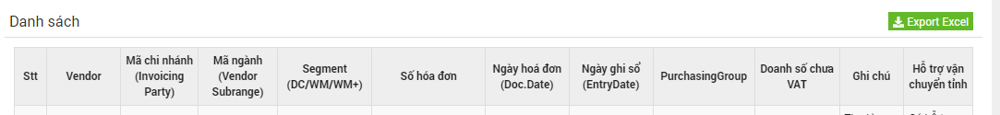 Danh sách
Export Excel
Stt
Vendor
Mã chi nhánh
(Invoicing
Party)
Mã ngành
(Vendor
Subrange)
Segment
(DC/WM/WM+)
Số hóa đơn
Ngày hoá đơn
(Doc.Date)
Ngày ghi sổ
(EntryDate)
PurchasingGroup
Doanh số chưa
VAT
Ghi chú
Hỗ trợ vận
chuyển tỉnh